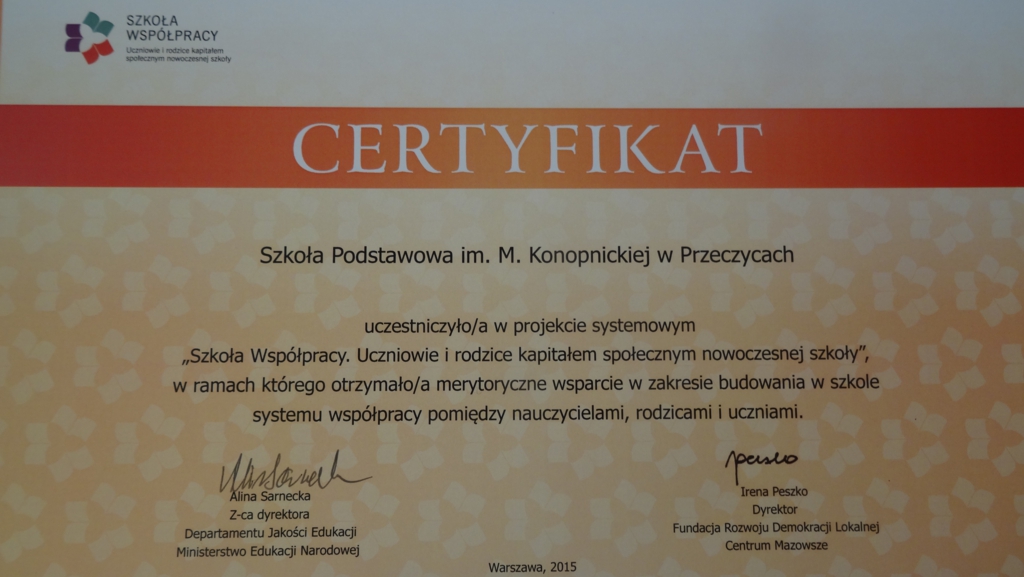 SZKOŁA
WSPÓŁPRACY
Uczniowie i rodzice kapitałem
społecznym nowoczesnej szkoły
CERTYFIKAT
Szkoła Podstawowa im. M. Konopnickiej w Przeczycach
uczestniczyło/a w projekcie systemowym
„Szkoła Współpracy. Uczniowie i rodzice kapitałem społecznym nowoczesnej szkoły”,
w ramach którego otrzymało/a merytoryczne wsparcie w zakresie budowania w szkole
systemu współpracy pomiędzy nauczycielami, rodzicami i uczniami.
Alina Sarnecka
Z-ca dyrektora
Departamentu Jakości Edukacji
Ministerstwo Edukacji Narodowej
Peszko
Irena Peszko
Dyrektor
Fundacja Rozwoju Demokracji Lokalnej
Centrum Mazowsze
Warszawa, 2015